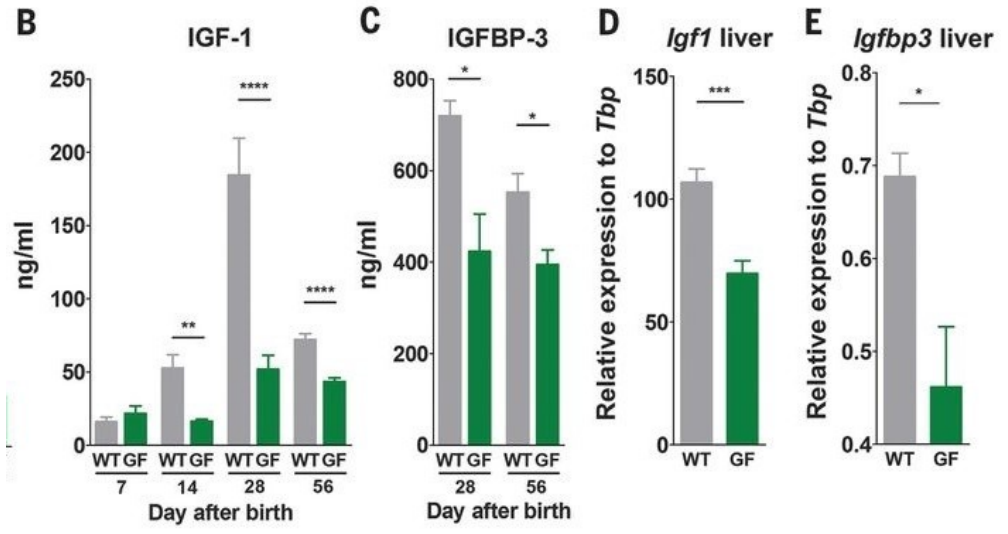 B
IGF-1
ng/ml
250
200
150
100
50
0
**
****
****
WT GF WT GF WT GF WT GF
7 14 28 56
Day after birth
C
IGFBP-3
ng/ml
800
600
400
200
0
*
*
WT GF WT GF
28 56
Day after birth
D
Igf1 liver
Relative expression to Tbp
150
100
50
0
***
WT GF
E
Igfbp3 liver
Relative expression to Tbp
0.8
0.7
0.6
0.5
0.4
*
WT GF